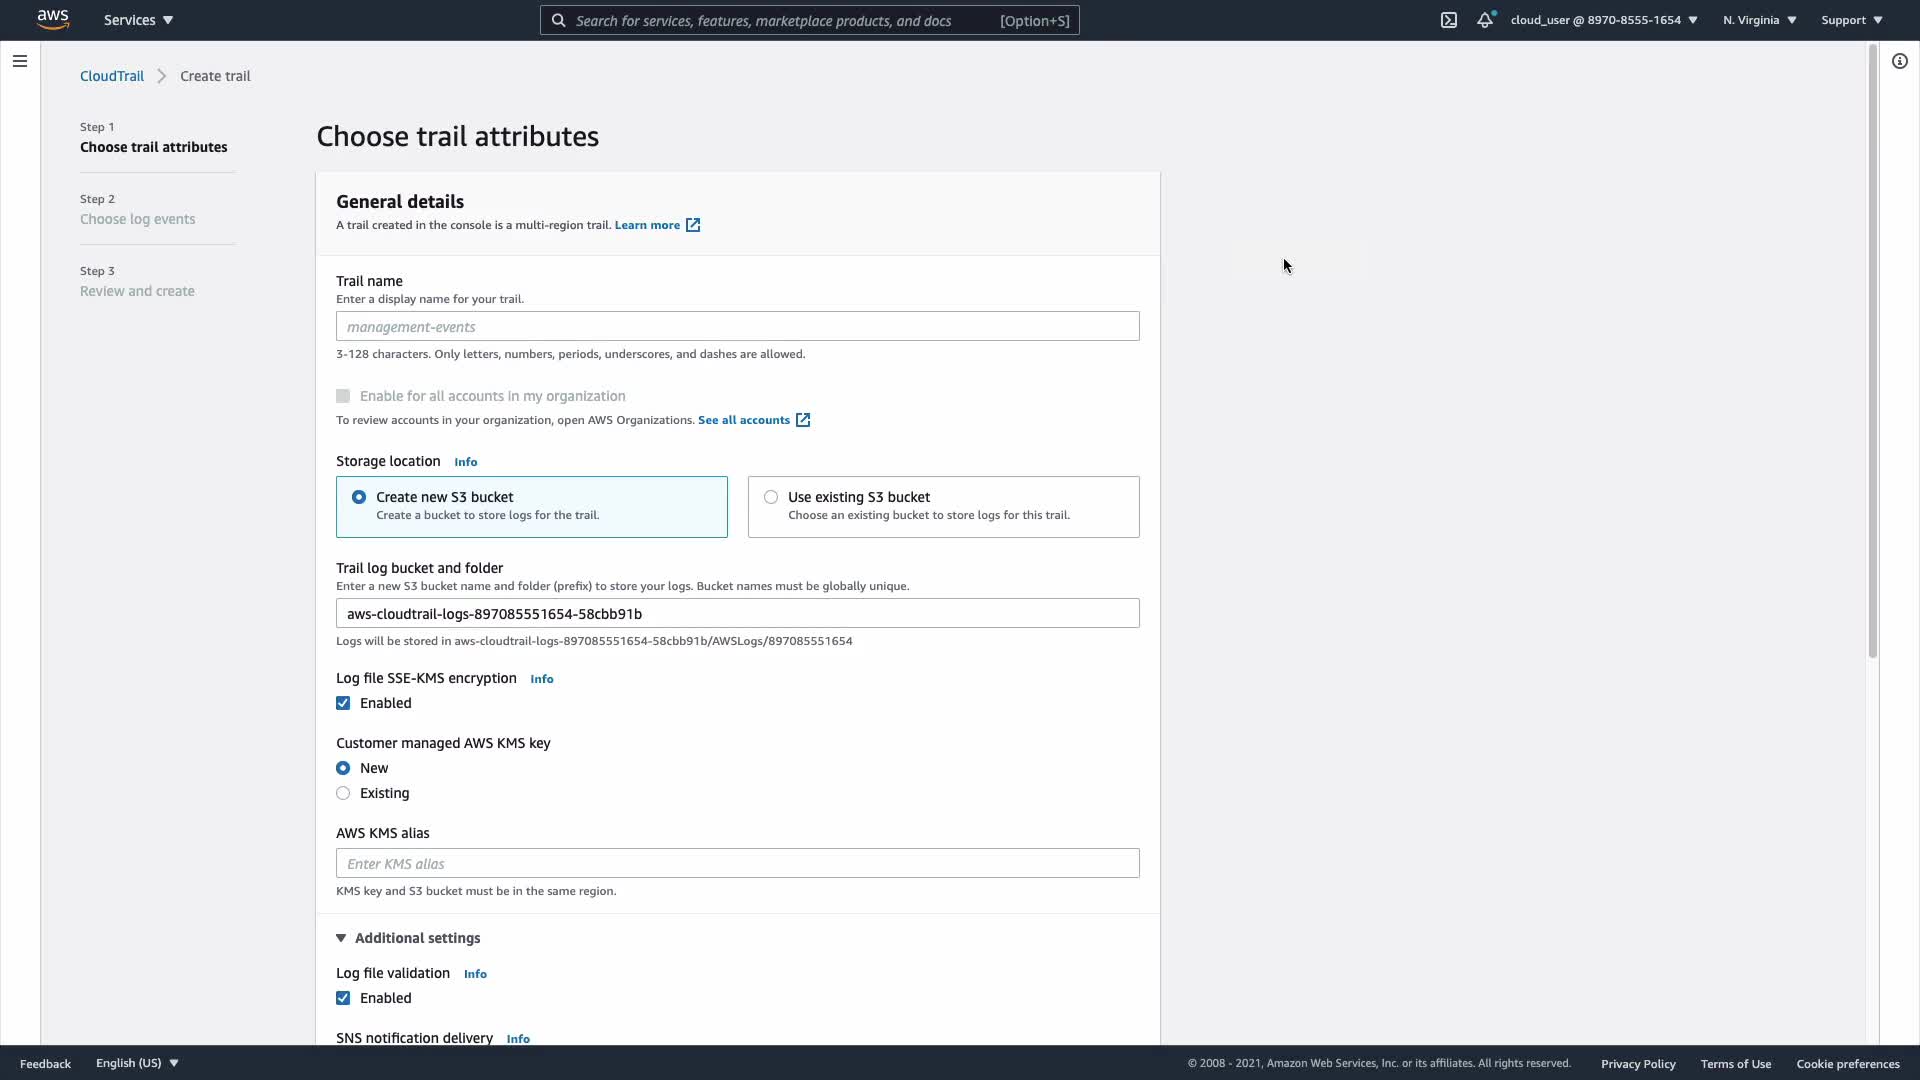 aws
Services
Search for services, features, marketplace products, and docs
[Option+S]
cloud_user @ 8970-8555-1654
N. Virginia
Support
CloudTrail
Create trail
Step 1
Choose trail attributes
Step 2
Choose log events
Step 3
Review and create
Choose trail attributes
General details
A trail created in the console is a multi-region trail. Learn more
Trail name
Enter a display name for your trail.
management-events
3-128 characters. Only letters, numbers, periods, underscores, and dashes are allowed.
Enable for all accounts in my organization
To review accounts in your organization, open AWS Organizations. See all accounts
Storage location Info
Create new S3 bucket
Create a bucket to store logs for the trail.
Use existing S3 bucket
Choose an existing bucket to store logs for this trail.
Trail log bucket and folder
Enter a new S3 bucket name and folder (prefix) to store your logs. Bucket names must be globally unique.
aws-cloudtrail-logs-897085551654-58cbb91b
Logs will be stored in aws-cloudtrail-logs-897085551654-58cbb91b/AWSLogs/897085551654
Log file SSE-KMS encryption Info
Enabled
Customer managed AWS KMS key
New
Existing
AWS KMS alias
Enter KMS alias
KMS key and S3 bucket must be in the same region.
Additional settings
Log file validation Info
Enabled
SNS notification delivery Info
Feedback
English (US)
© 2008 - 2021, Amazon Web Services, Inc. or its affiliates. All rights reserved.
Privacy Policy
Terms of Use
Cookie preferences